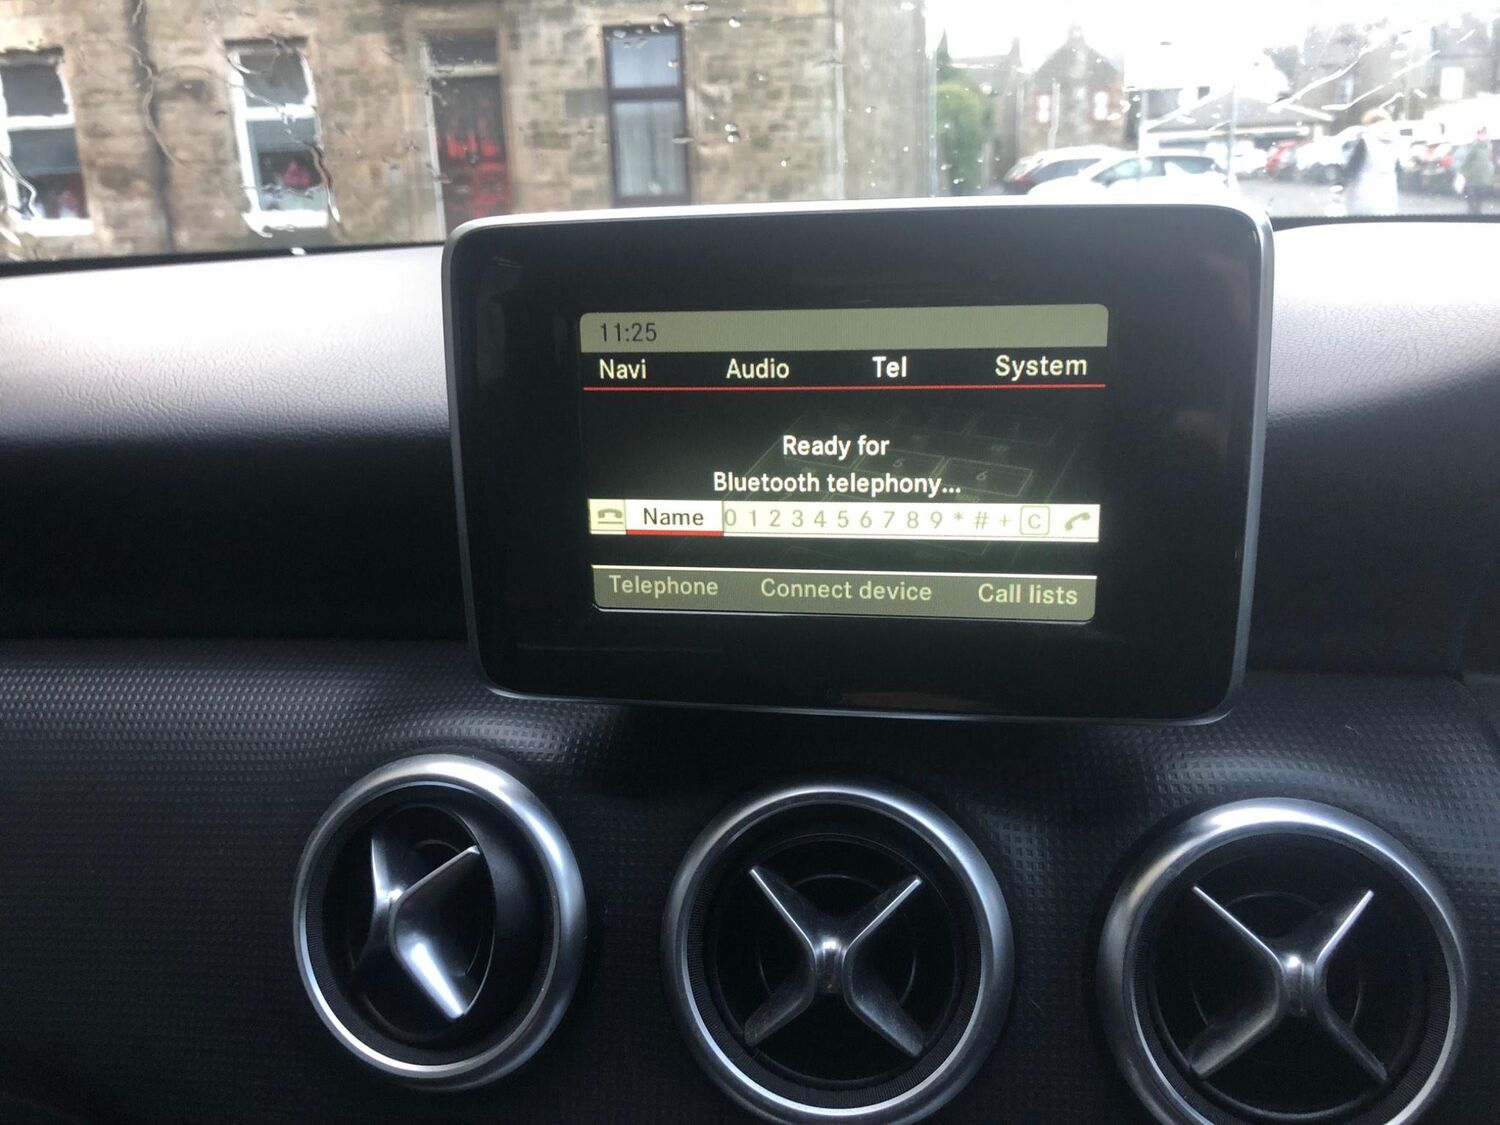 11:25
Navi Audio Tel System
Ready for
Bluetooth telephony...
Name 0 1 2 3 4 5 6 7 8 9 * # + C
Telephone Connect device Call lists